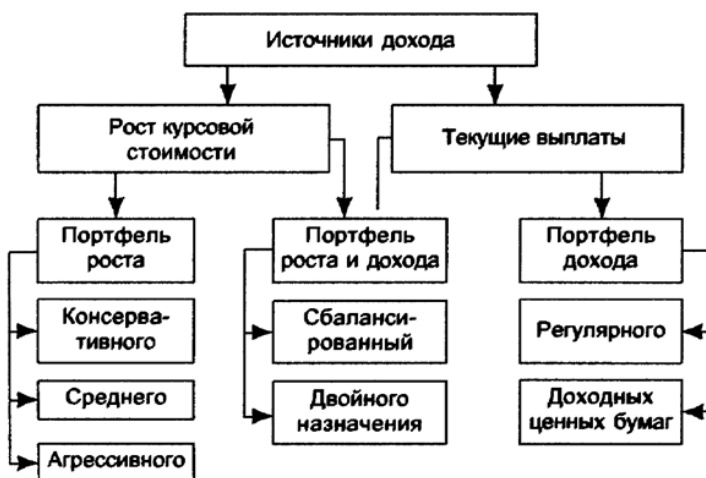 Источники дохода
Рост курсовой
стоимости
Текущие выплаты
Портфель
роста
Портфель
роста и дохода
Портфель
дохода
Консерва-
тивного
Сбалансиро-
рованный
Регулярного
Среднего
Двойного
назначения
Доходных
ценных бумаг
Агрессивного